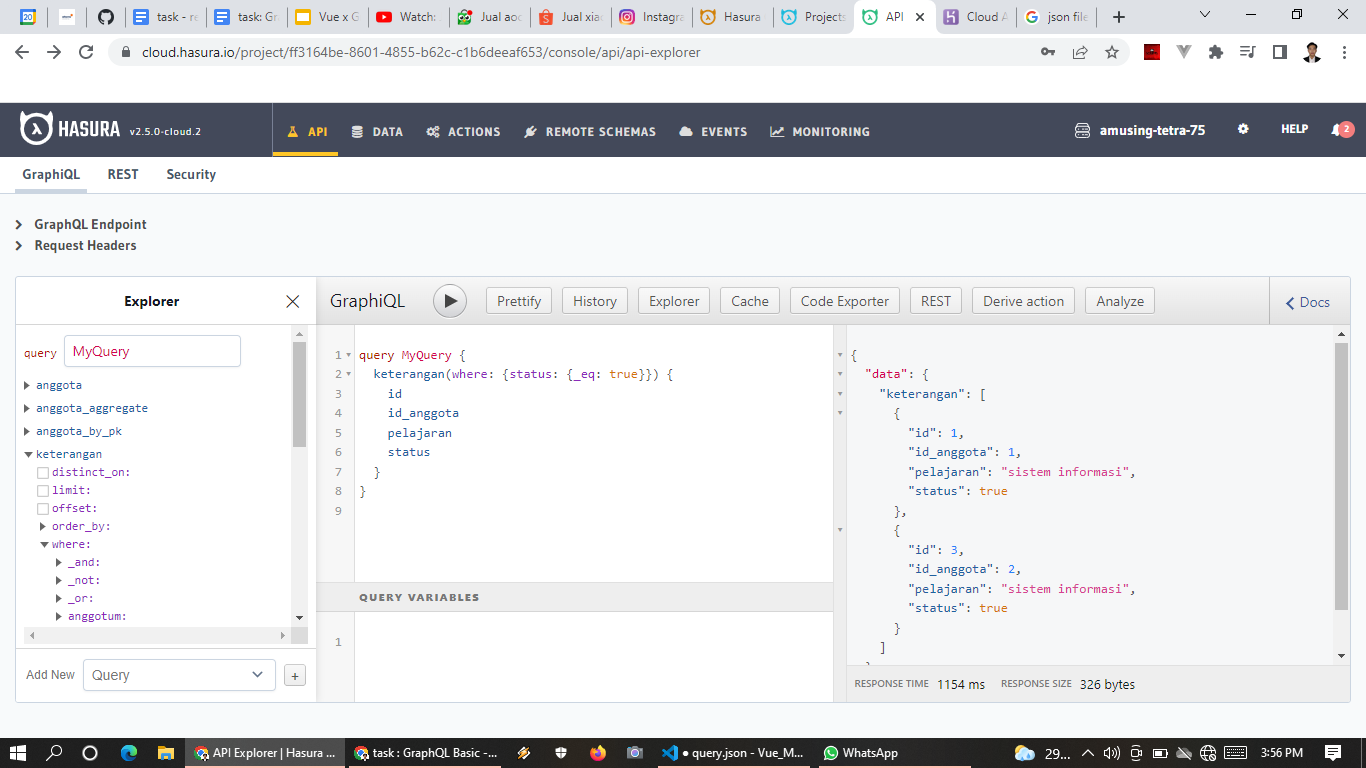 task - re
task: Gr
Vue x G
Watch:
Jual aoc
Jual xiao
Instagra
Hasura
Projects
API
Cloud A
json file
cloud.hasura.io/project/ff3164be-8601-4855-b62c-c1b6deeaf653/console/api/api-explorer
HASURA v2.5.0-cloud.2 API DATA ACTIONS REMOTE SCHEMAS EVENTS MONITORING amusing-tetra-75 HELP 2
GraphiQL REST Security
GraphQL Endpoint
Request Headers
Explorer
GraphiQL Prettify History Explorer Cache Code Exporter REST Derive action Analyze Docs
query MyQuery
anggota
anggota_aggregate
anggota_by_pk
keterangan
distinct_on:
limit:
offset:
order_by:
where:
_and:
_not:
_or:
anggotum:
Add New Query +
1 query MyQuery {
2 keterangan(where: {status: {_eq: true}}) {
3 id
4 id_anggota
5 pelajaran
6 status
7 }
8 }
9
QUERY VARIABLES
1
{
"data": {
"keterangan": [
{
"id": 1,
"id_anggota": 1,
"pelajaran": "sistem informasi",
"status": true
},
{
"id": 3,
"id_anggota": 2,
"pelajaran": "sistem informasi",
"status": true
}
]
RESPONSE TIME 1154 ms RESPONSE SIZE 326 bytes
API Explorer | Hasura ...
task : GraphQL Basic -...
● query.json - Vue_M...
WhatsApp
29...
3:56 PM